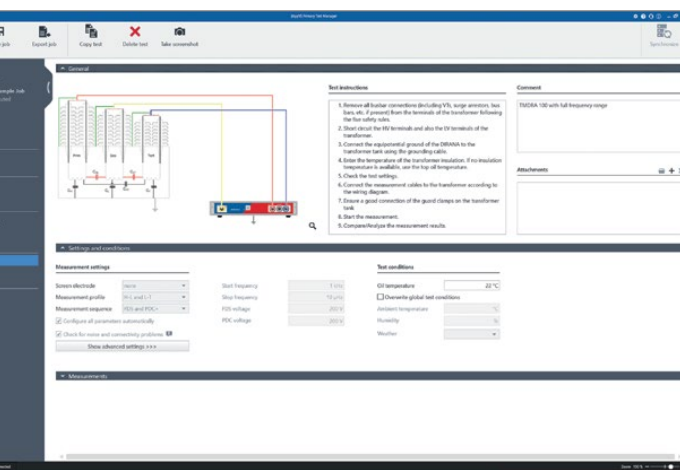 Primary Test Manager
Export job
Copy test
Delete test
Take screenshot
Synchronize
General
Test instructions
Comment
1. Remove all busbar connections (including VTs, surge arrestors, bus
bars, etc. if present) from the terminals of the transformer following
the five safety rules.
2. Short circuit the HV terminals and also the LV terminals of the
transformer.
3. Connect the equipotential ground of the DIRANA to the
transformer tank using the grounding cable.
4. Enter the temperature of the transformer insulation. If no insulation
temperature is available, use the top oil temperature.
5. Check the test settings.
6. Connect the measurement cables to the transformer according to
the wiring diagram.
7. Ensure a good connection of the guard clamps on the transformer
tank.
8. Start the measurement.
9. Compare/Analyze the measurement results.
100 with full frequency range
Attachments
Settings and conditions
Measurement settings
Test conditions
Screen electrode
none
Start frequency
Oil temperature
22 °C
Measurement profile
Stop frequency
Overwrite global test conditions
Measurement sequence
FDS and PDC+
FDS voltage
200 V
Ambient temperature
°C
Configure all parameters automatically
PDC voltage
200 V
Humidity
%
Check for noise and connectivity problems
Weather
Show advanced settings >>>
Measurements